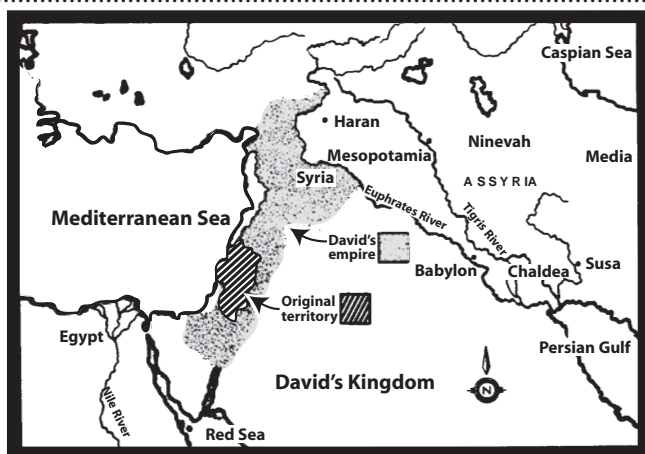 Caspian Sea
Haran
Ninevah
Mesopotamia
Media
Syria
ASSYRIA
Mediterranean Sea
Euphrates River
Tigris River
David's
empire
Babylon
Chaldea
Susa
Original
territory
Egypt
Persian Gulf
David's Kingdom
N
Nile River
Red Sea